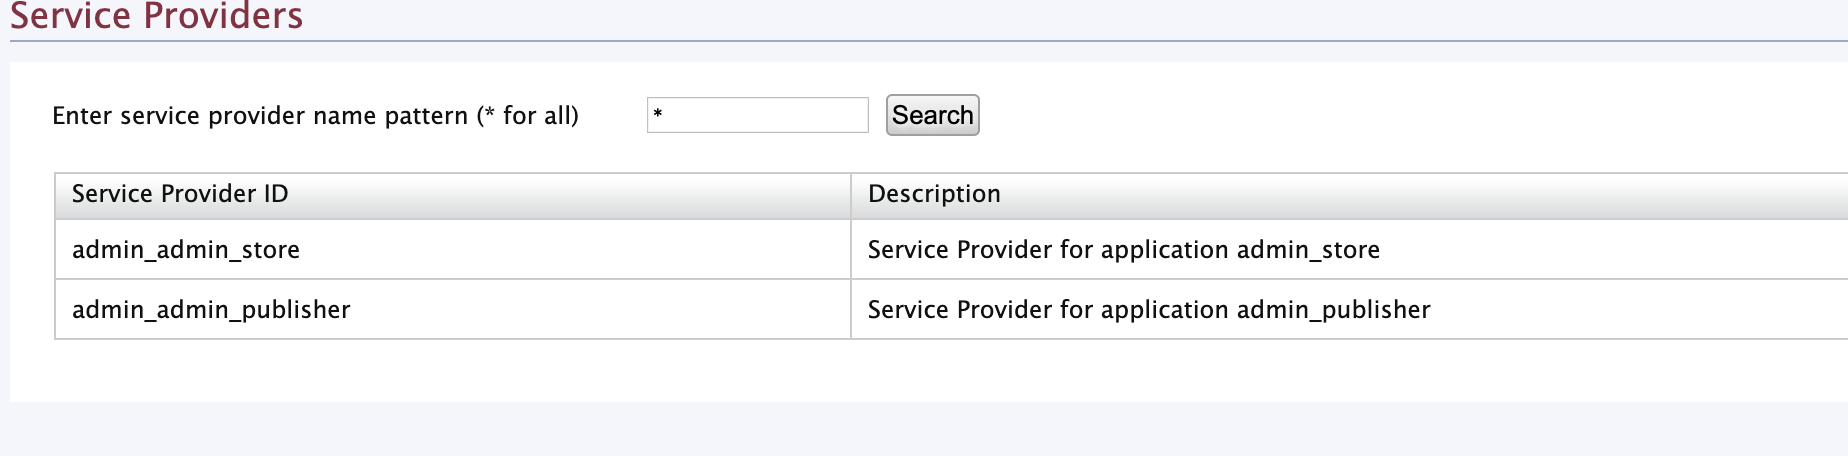 Service Providers
Enter service provider name pattern (* for all) * Search
Service Provider ID Description
admin_admin_store Service Provider for application admin_store
admin_admin_publisher Service Provider for application admin_publisher